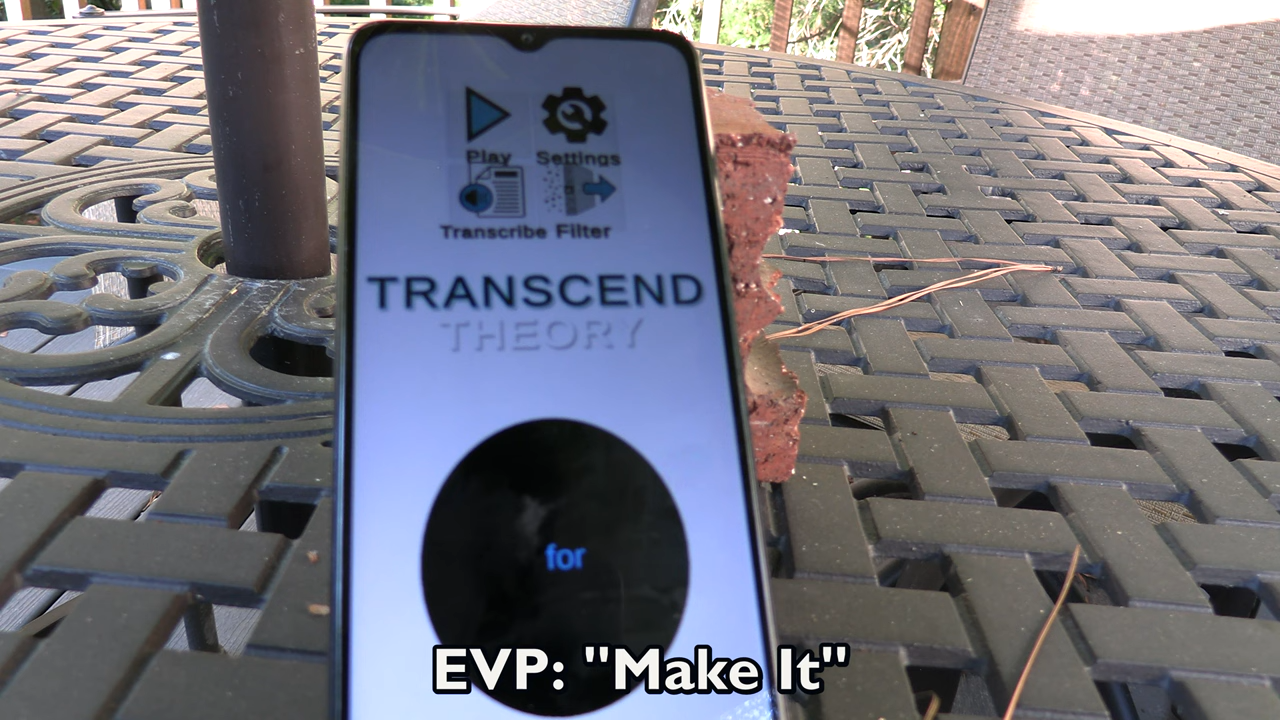 Play Settings
Transcribe Filter
TRANSCEND
THEORY
for
EVP: "Make It"